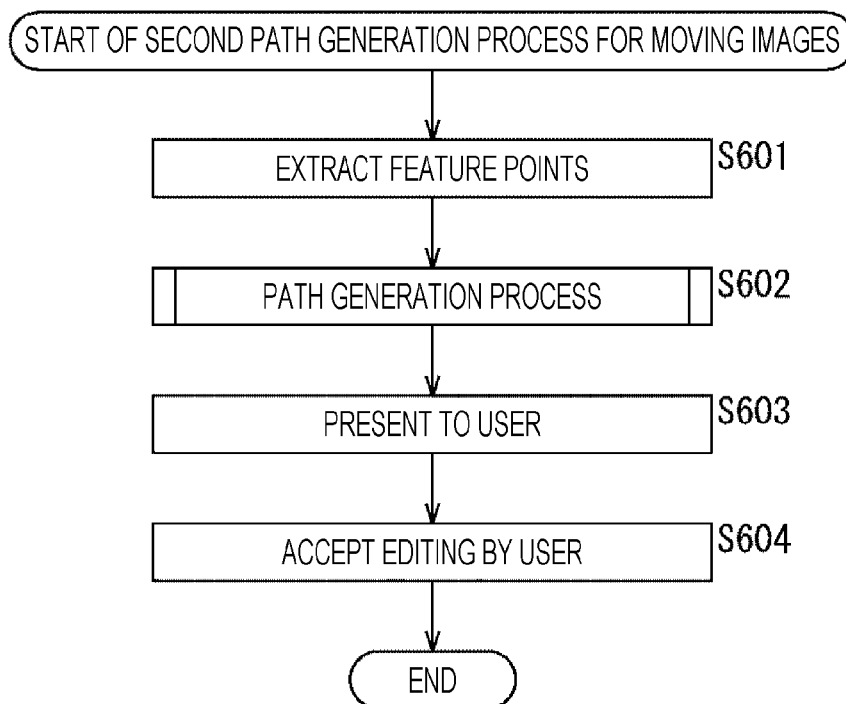 START OF SECOND PATH GENERATION PROCESS FOR MOVING IMAGES
EXTRACT FEATURE POINTS S601
PATH GENERATION PROCESS S602
PRESENT TO USER S603
ACCEPT EDITING BY USER S604
END